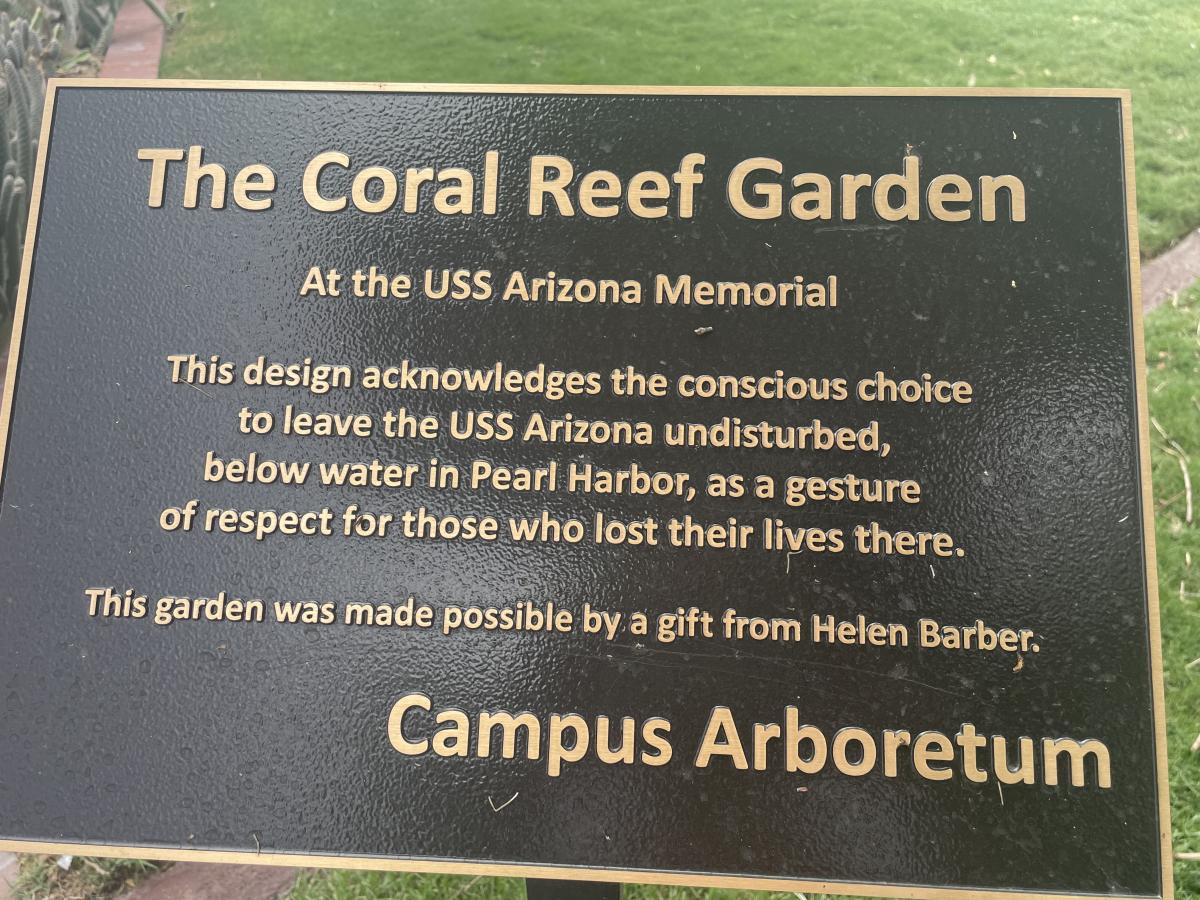 The Coral Reef Garden
At the USS Arizona Memorial
This design acknowledges the conscious choice
to leave the USS Arizona undisturbed,
below water in Pearl Harbor, as a gesture
of respect for those who lost their lives there.
This garden was made possible by a gift from Helen Barber.
Campus Arboretum